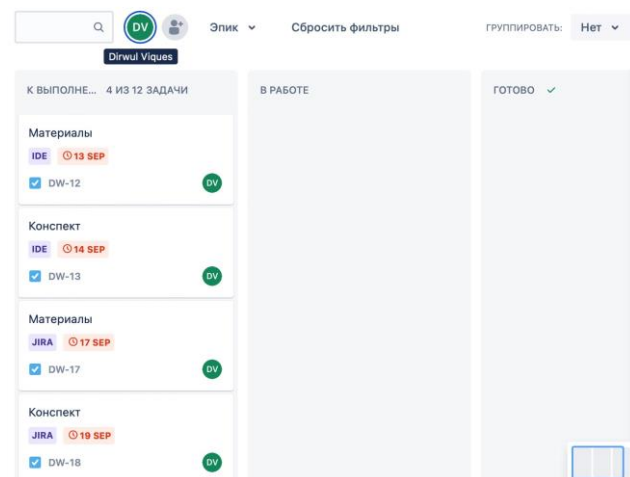 DV Эпик Сбросить фильтры ГРУППИРОВАТЬ: Нет
Dirwul Viques
К ВЫПОЛНЕ... 4 ИЗ 12 ЗАДАЧИ
В РАБОТЕ
ГОТОВО
Материалы
IDE 13 SEP
DW-12 DV
Конспект
IDE 14 SEP
DW-13 DV
Материалы
JIRA 17 SEP
DW-17 DV
Конспект
JIRA 19 SEP
DW-18 DV